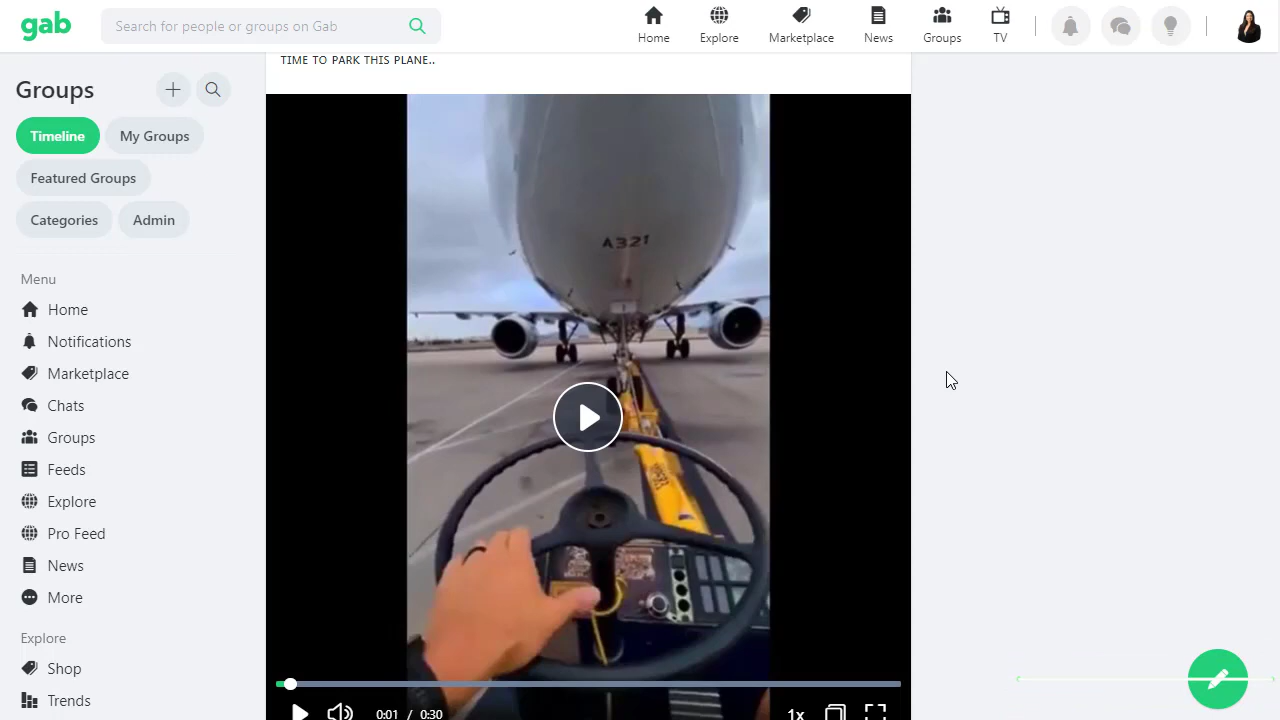 gab
Search for people or groups on Gab
Home
Explore
Marketplace
News
Groups
TV
Groups
Timeline
My Groups
Featured Groups
Categories
Admin
Menu
Home
Notifications
Marketplace
Chats
Groups
Feeds
Explore
Pro Feed
News
More
Explore
Shop
Trends
TIME TO PARK THIS PLANE..
A321
0:01 / 0:30
1x